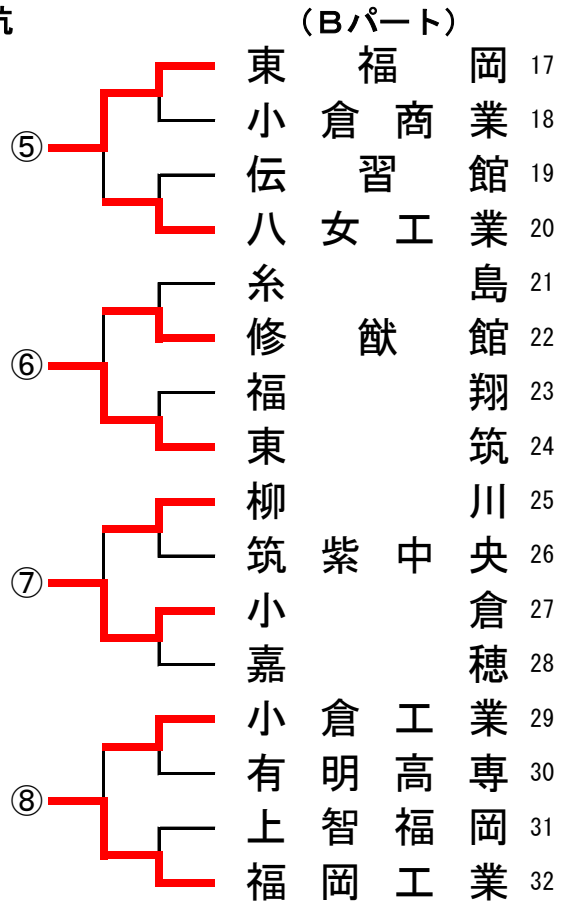 抗
（Bパート）
東福岡 17
小倉商業 18
⑤
伝習館 19
八女工業 20
糸島 21
修猷館 22
⑥
福翔 23
東筑 24
柳川 25
筑紫中央 26
⑦
小倉 27
嘉穂 28
小倉工業 29
有明高専 30
⑧
上智福岡 31
福岡工業 32